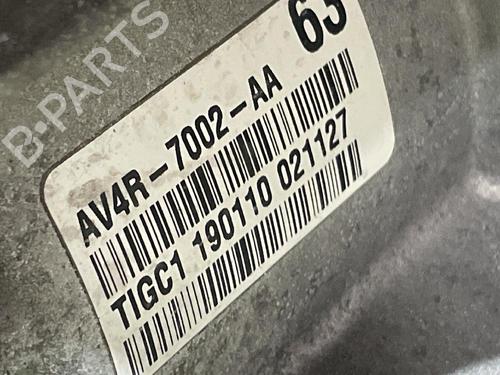 B-PARTS
63
AV4R-7002-AA
TIGC1 190110 021127